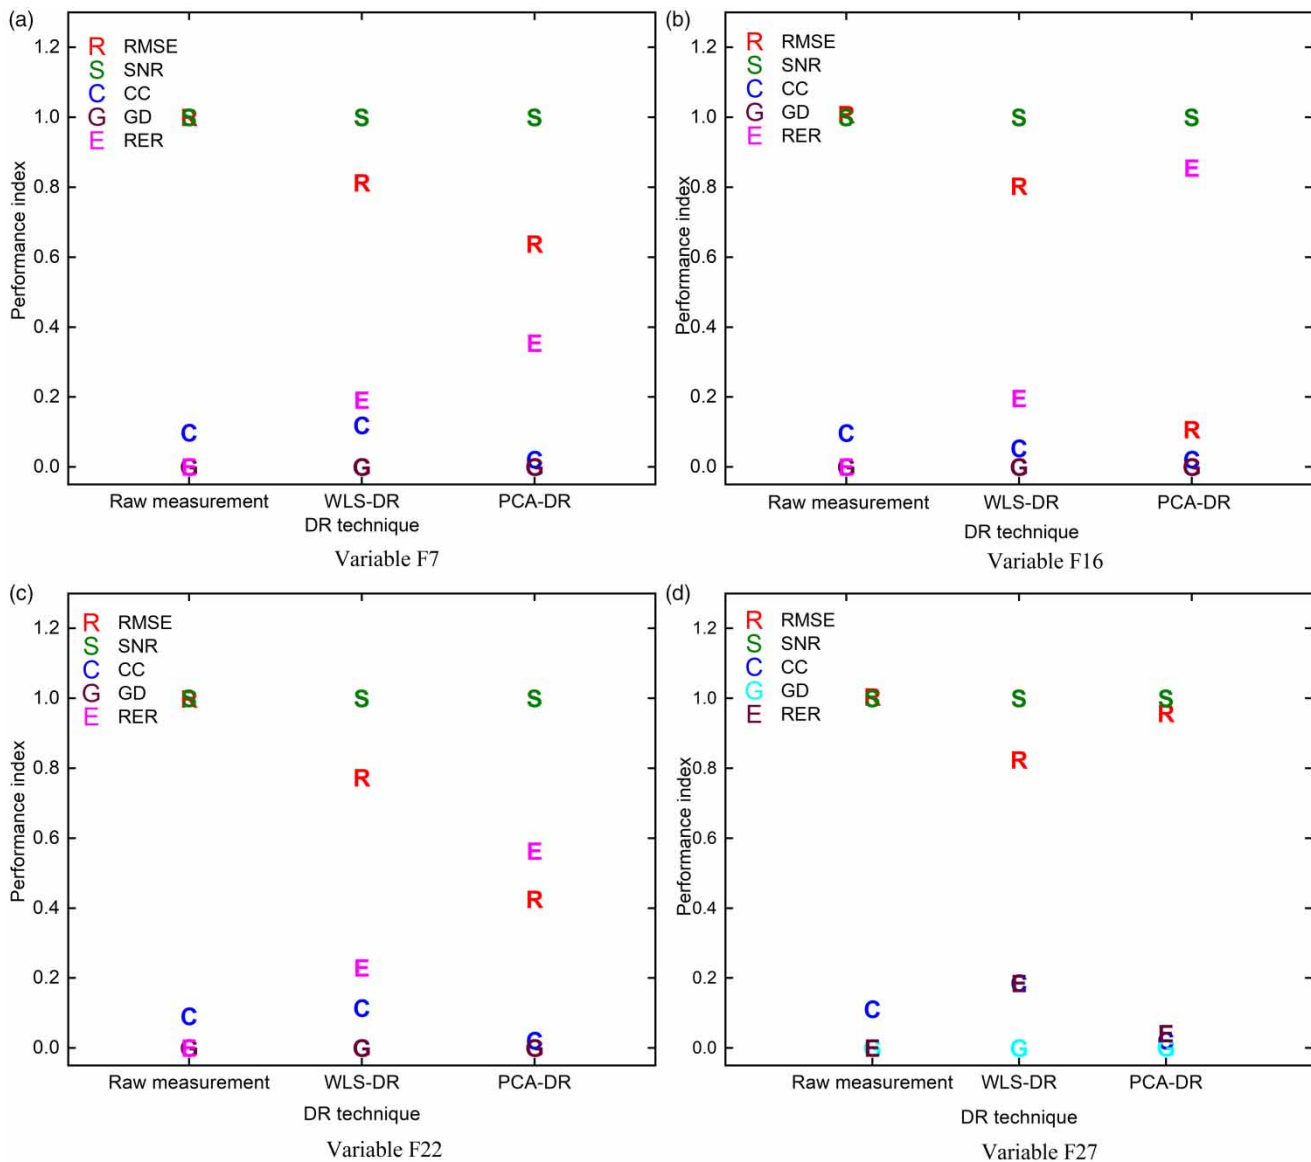 (a)
1.2
1.0
0.8
0.6
0.4
0.2
0.0
Performance index
R RMSE
S SNR
C CC
G GD
E RER
S S S
R
R
R
E
E
E
C C C
G G G
Raw measurement WLS-DR PCA-DR
DR technique
Variable F7
(b)
1.2
1.0
0.8
0.6
0.4
0.2
0.0
Performance index
R RMSE
S SNR
C CC
G GD
E RER
R
S S S
E
R
E
R
C C C
G G G
E
Raw measurement WLS-DR PCA-DR
DR technique
Variable F16
(c)
1.2
1.0
0.8
0.6
0.4
0.2
0.0
Performance index
R RMSE
S SNR
C CC
G GD
E RER
R
S S S
R
E
R
E
C C C
G G G
E
Raw measurement WLS-DR PCA-DR
DR technique
Variable F22
(d)
1.2
1.0
0.8
0.6
0.4
0.2
0.0
Performance index
R RMSE
S SNR
C CC
G GD
E RER
R
S S S
R
R
C
E
C E
C
E G G G
Raw measurement WLS-DR PCA-DR
DR technique
Variable F27